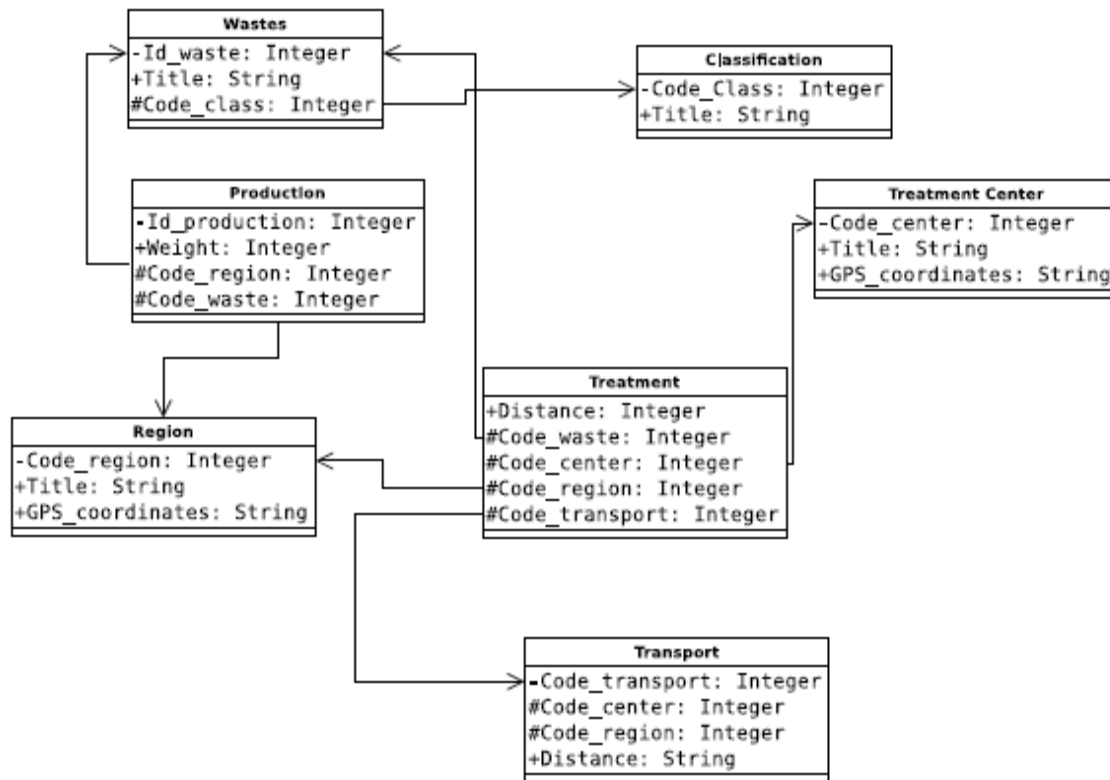 Wastes
-Id_waste: Integer
+Title: String
#Code_class: Integer
Classification
-Code_Class: Integer
+Title: String
Production
-Id_production: Integer
+Weight: Integer
#Code_region: Integer
#Code_waste: Integer
Treatment Center
-Code_center: Integer
+Title: String
+GPS_coordinates: String
Treatment
+Distance: Integer
#Code_waste: Integer
#Code_center: Integer
#Code_region: Integer
#Code_transport: Integer
Region
-Code_region: Integer
+Title: String
+GPS_coordinates: String
Transport
-Code_transport: Integer
#Code_center: Integer
#Code_region: Integer
+Distance: String